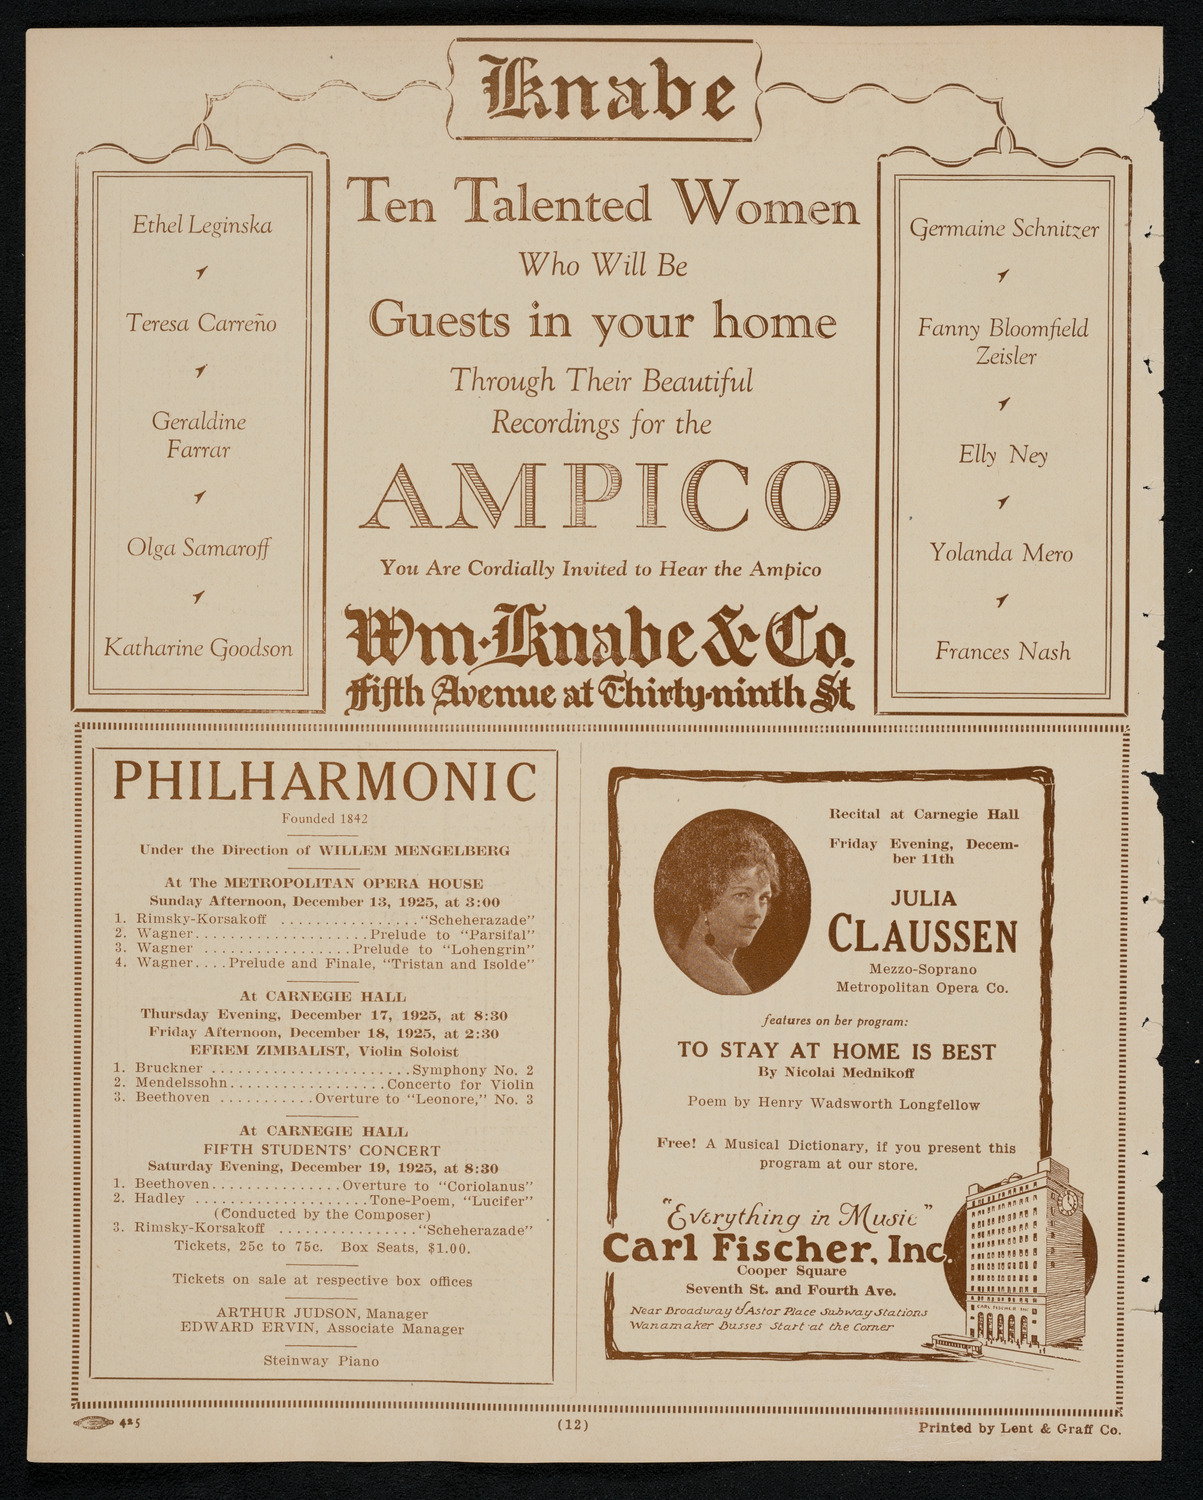 Knabe
Ethel Leginska
Teresa Carreño
Geraldine
Farrar
Olga Samaroff
Katharine Goodson
Ten Talented Women
Who Will Be
Guests in your home
Through Their Beautiful
Recordings for the
AMPICO
You Are Cordially Invited to Hear the Ampico
Wm. Knabe & Co.
Fifth Avenue at Thirty-ninth St
Germaine Schnitzer
Fanny Bloomfield
Zeisler
Elly Ney
Yolanda Mero
Frances Nash
PHILHARMONIC
Founded 1842
Under the Direction of WILLEM MENGELBERG
At The METROPOLITAN OPERA HOUSE
Sunday Afternoon, December 13, 1925, at 3:00
1. Rimsky-Korsakoff ................"Scheherazade"
2. Wagner....................Prelude to "Parsifal"
3. Wagner ..................Prelude to "Lohengrin"
4. Wagner....Prelude and Finale, "Tristan and Isolde"
At CARNEGIE HALL
Thursday Evening, December 17, 1925, at 8:30
Friday Afternoon, December 18, 1925, at 2:30
EFREM ZIMBALIST, Violin Soloist
1. Bruckner .......................Symphony No. 2
2. Mendelssohn..................Concerto for Violin
3. Beethoven ...........Overture to "Leonore," No. 3
At CARNEGIE HALL
FIFTH STUDENTS' CONCERT
Saturday Evening, December 19, 1925, at 8:30
1. Beethoven...............Overture to "Coriolanus"
2. Hadley ....................Tone-Poem, "Lucifer"
(Conducted by the Composer)
3. Rimsky-Korsakoff ................"Scheherazade"
Tickets, 25c to 75c. Box Seats, $1.00.
Tickets on sale at respective box offices
ARTHUR JUDSON, Manager
EDWARD ERVIN, Associate Manager
Steinway Piano
Recital at Carnegie Hall
Friday Evening, Decem-
ber 11th
JULIA
CLAUSSEN
Mezzo-Soprano
Metropolitan Opera Co.
features on her program:
TO STAY AT HOME IS BEST
By Nicolai Mednikoff
Poem by Henry Wadsworth Longfellow
Free! A Musical Dictionary, if you present this
program at our store.
"Everything in Music"
Carl Fischer, Inc.
Cooper Square
Seventh St. and Fourth Ave.
Near Broadway & Astor Place Subway Stations
Wanamaker Busses Start at the Corner
CARL FISCHER INC
425
(12)
Printed by Lent & Graff Co.